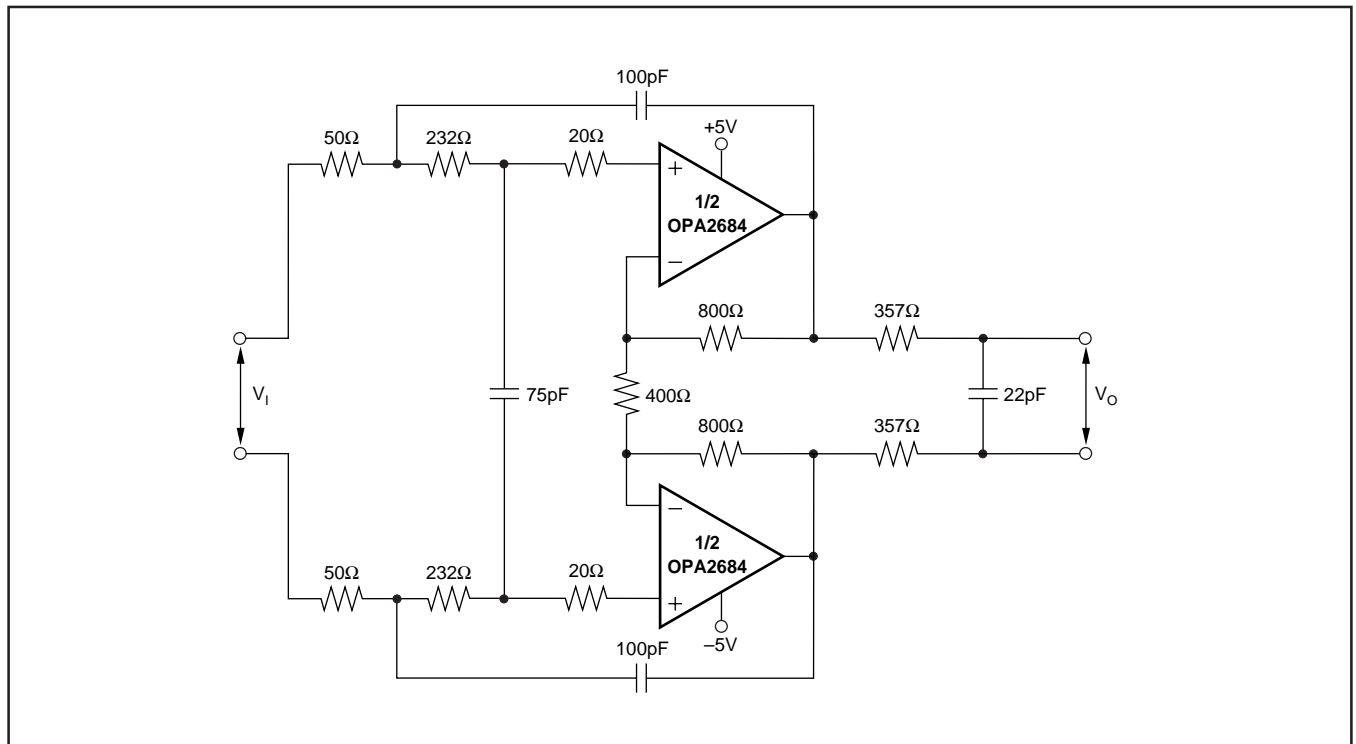 100pF
50Ω
232Ω
20Ω
+5V
+
1/2
OPA2684
−
800Ω
357Ω
V_I
75pF
400Ω
22pF
V_O
800Ω
357Ω
−
1/2
OPA2684
50Ω
232Ω
20Ω
+
–5V
100pF